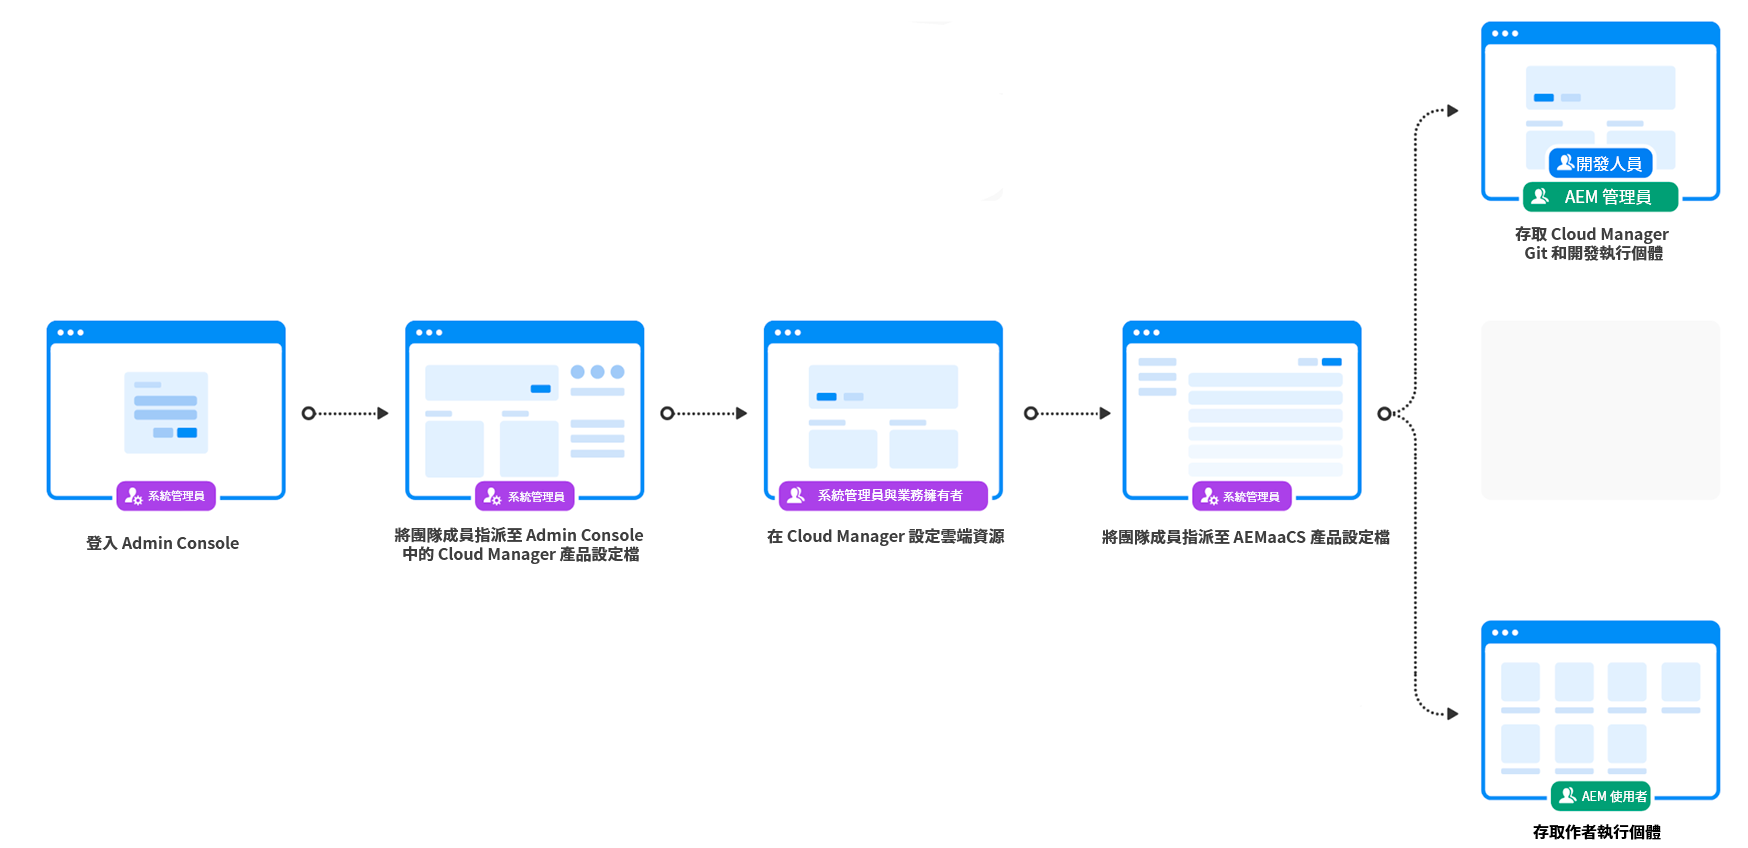 系統管理員
登入 Admin Console
系統管理員
將團隊成員指派至 Admin Console
中的 Cloud Manager 產品設定檔
系統管理員與業務擁有者
在 Cloud Manager 設定雲端資源
系統管理員
將團隊成員指派至 AEMaaCS 產品設定檔
開發人員
AEM 管理員
存取 Cloud Manager
Git 和開發執行個體
AEM 使用者
存取作者執行個體